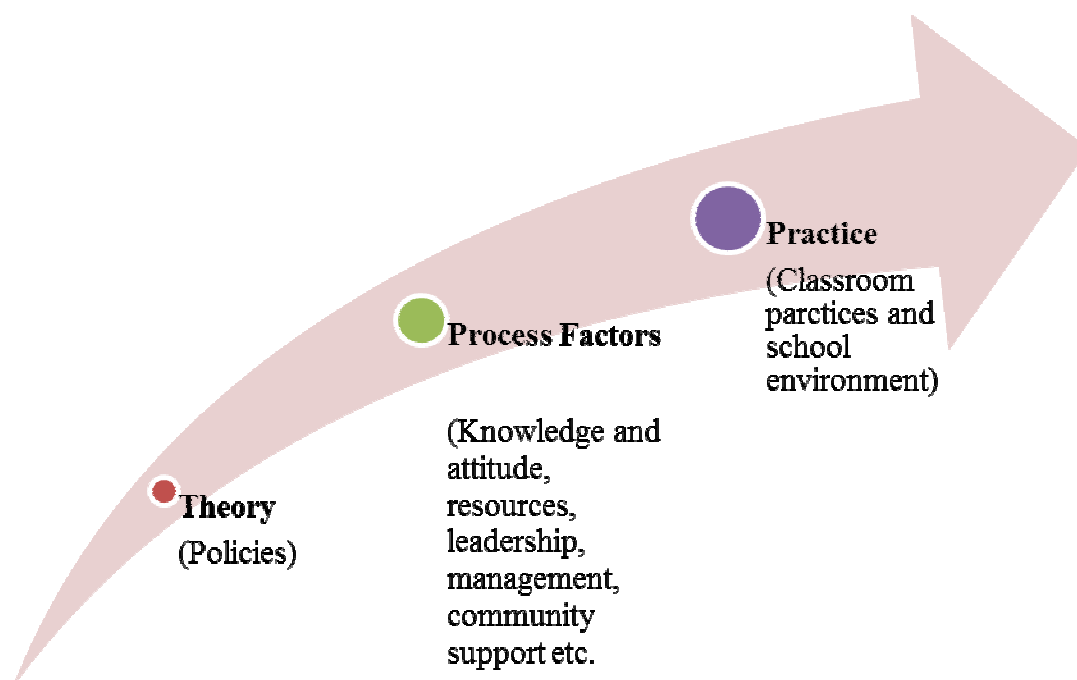 Theory
(Policies)
Process Factors
(Knowledge and
attitude,
resources,
leadership,
management,
community
support etc.
Practice
(Classroom
parctices and
school
environment)